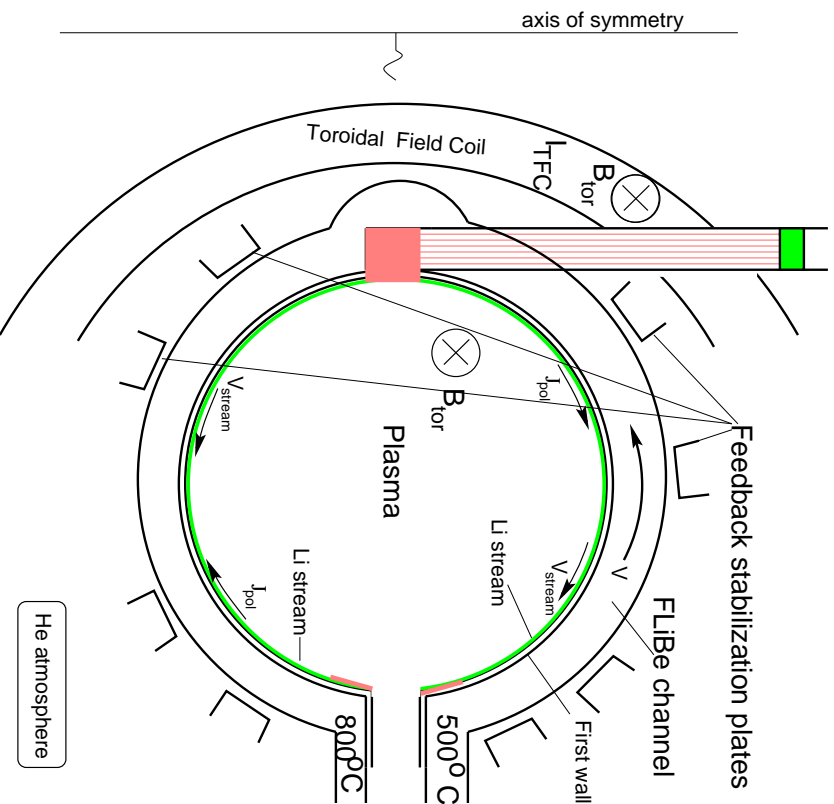 axis of symmetry
Toroidal Field Coil
I TFC
B tor
B tor
J pol
V stream
Plasma
Feedback stabilization plates
Li stream
V stream
V
Li stream
J pol
FLiBe channel
He atmosphere
First wall
800°C
500° C